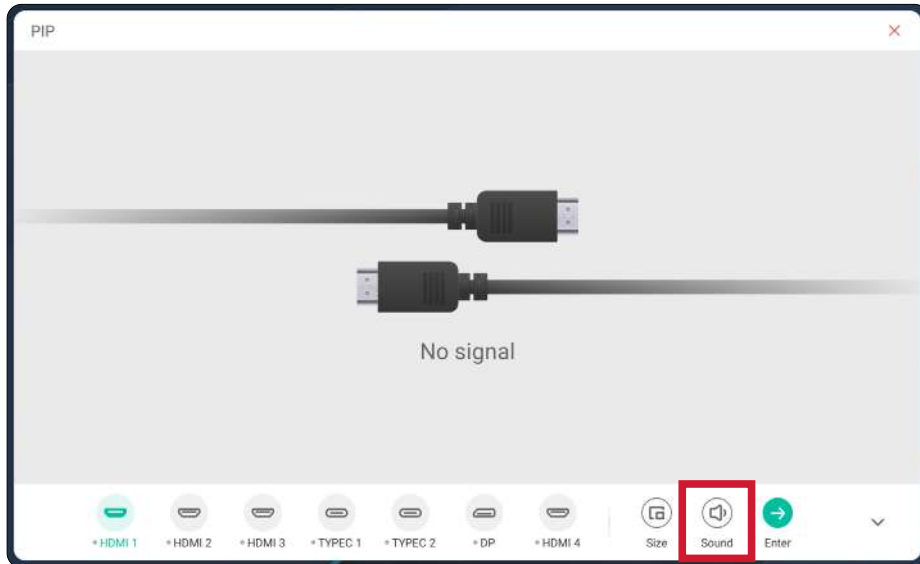 PIP
No signal
HDMI 1 HDMI 2 HDMI 3 TYPEC 1 TYPEC 2 DP HDMI 4 Size Sound Enter